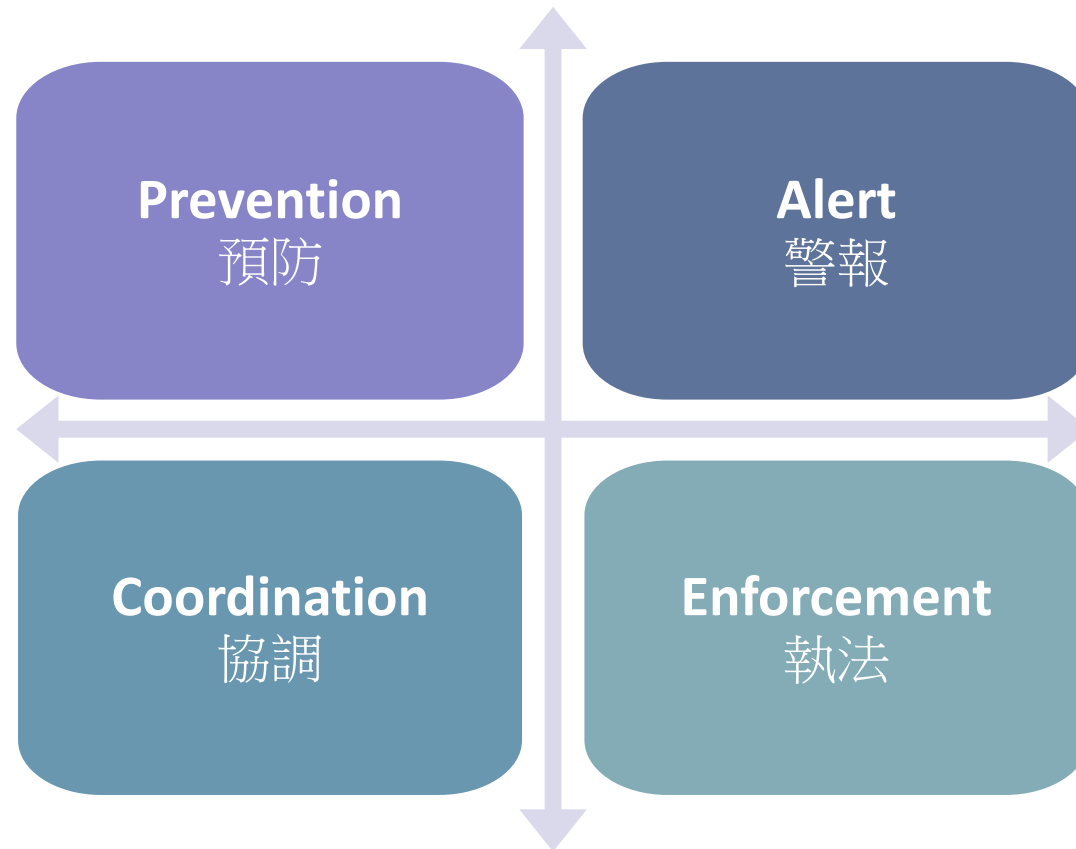 Prevention
預防
Alert
警報
Coordination
協調
Enforcement
執法